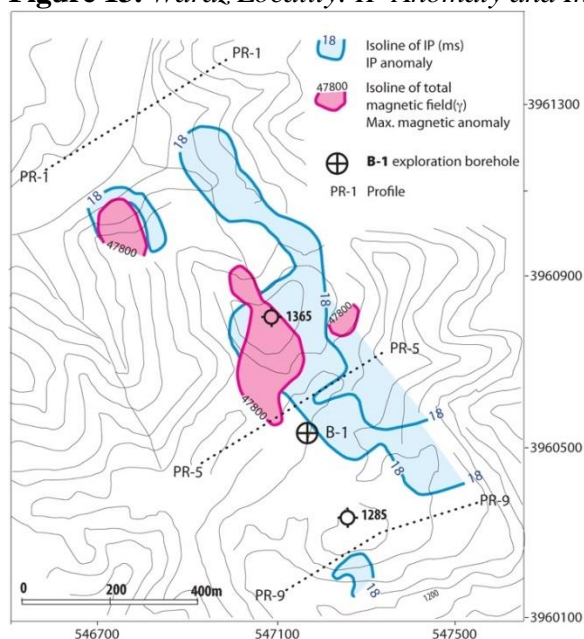 Figure 15. Waraz Locality: IP Anomaly and In
18 Isoline of IP (ms)
IP anomaly
47800 Isoline of total
magnetic field(γ)
Max. magnetic anomaly
B-1 exploration borehole
PR-1 Profile
PR-1
PR-1
18
18
47800
18
47800
1365
PR-5
47800
B-1
18
18
18
PR-5
PR-9
1285
18
PR-9
1200
0 200 400m
3961300
3960900
3960500
3960100
546700 547100 547500